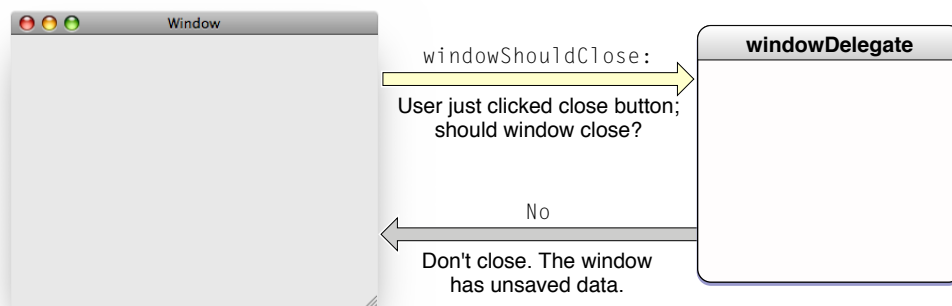 Window
windowShouldClose:
User just clicked close button;
should window close?
windowDelegate
No
Don't close. The window
has unsaved data.